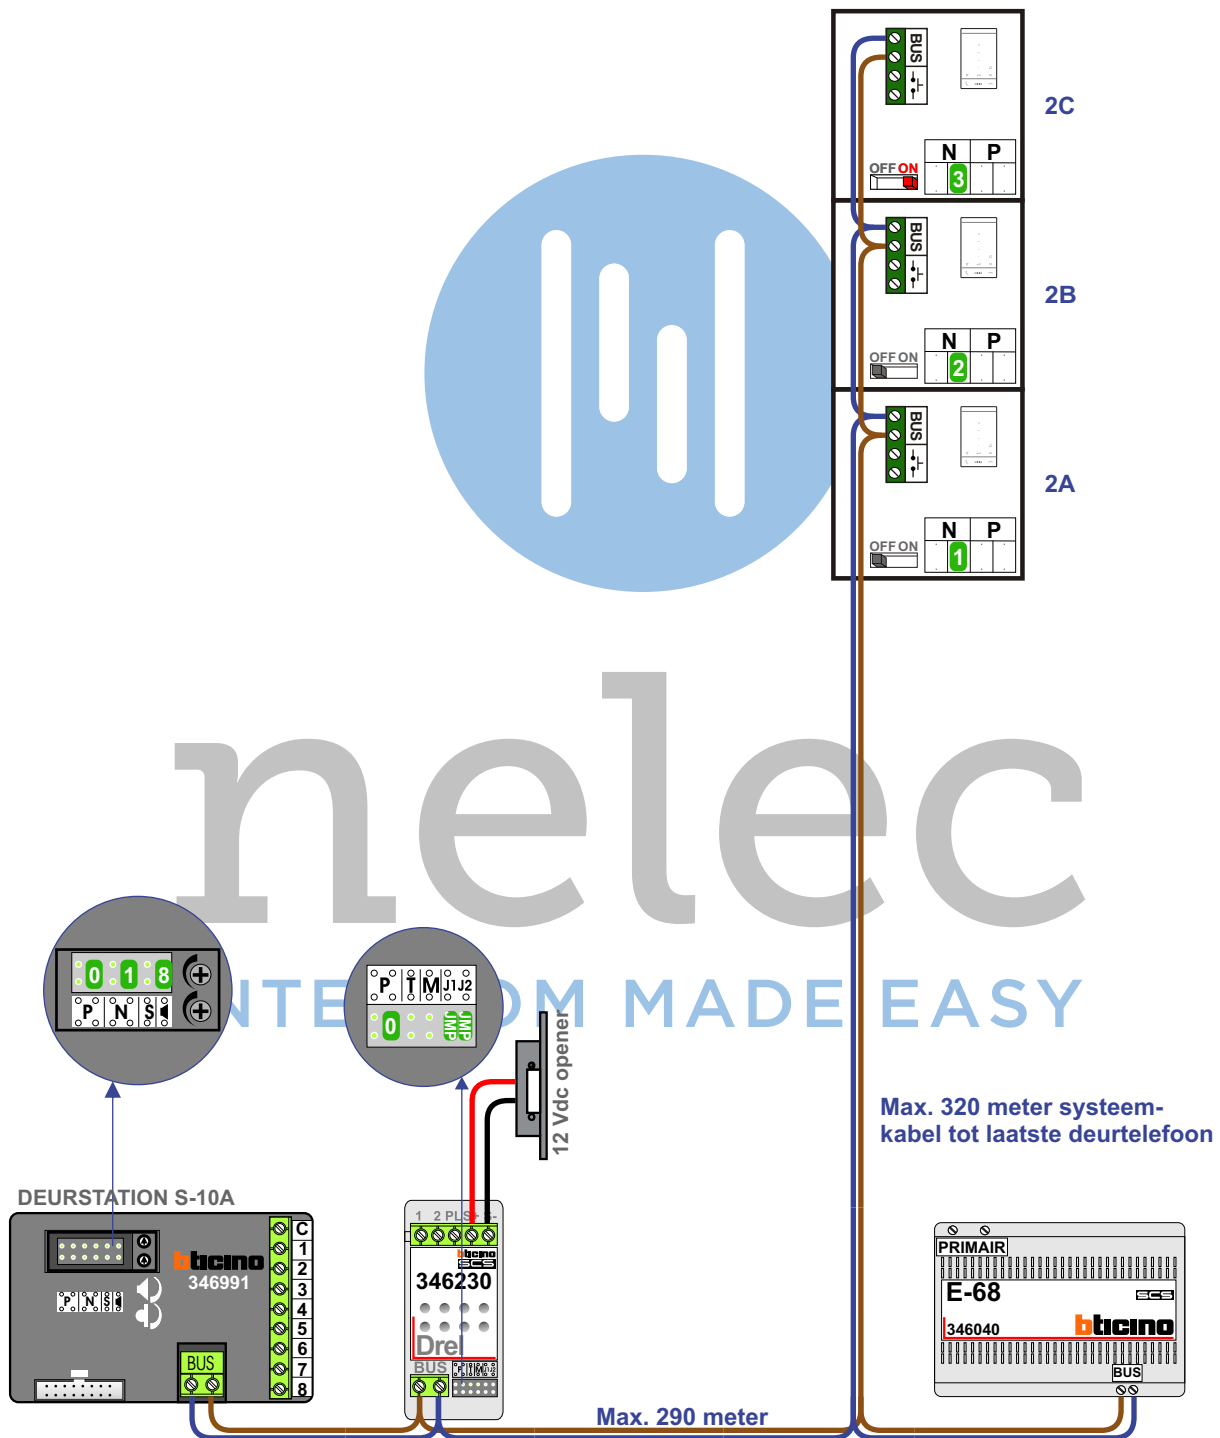 BUS
2C
N P
OFF ON
3
BUS
2B
N P
OFF ON
2
BUS
2A
N P
OFF ON
1
nelec
INTERCOM MADE EASY
0 1 8
P N S
P T M J1 J2
0 JMP JMP
12 Vdc opener
Max. 320 meter systeem-
kabel tot laatste deurtelefoon
DEURSTATION S-10A
bticino
346991
P N S
BUS
C
1
2
3
4
5
6
7
8
1 2 PL S+ S-
bticino
SCS
346230
Drel
BUS
P T M J1 J2
Max. 290 meter
PRIMAIR
E-68
SCS
346040
bticino
BUS